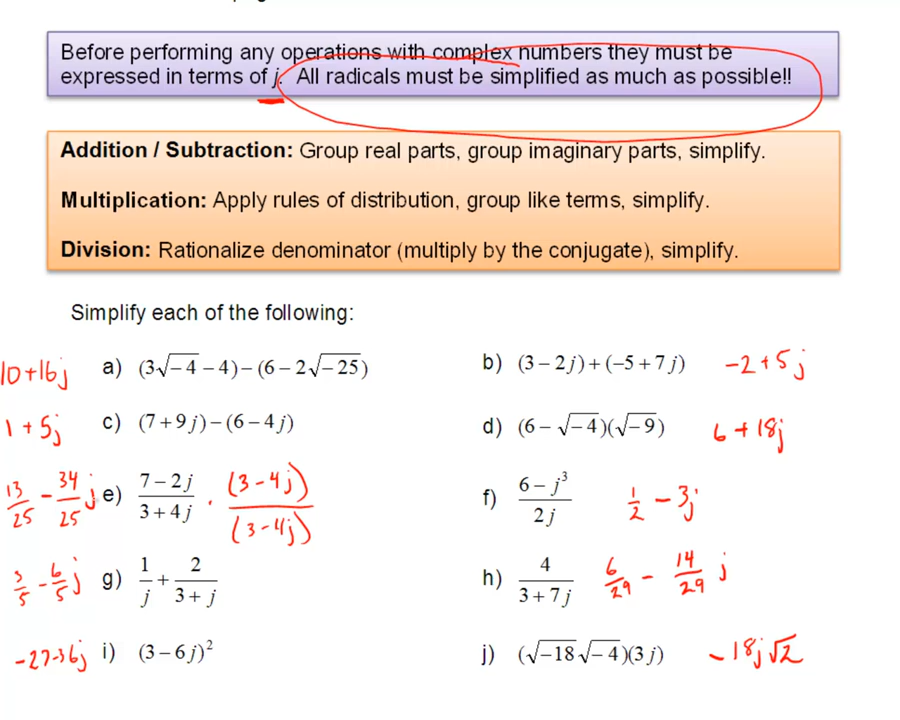 Before performing any operations with complex numbers they must be
expressed in terms of j. All radicals must be simplified as much as possible!!
Addition / Subtraction: Group real parts, group imaginary parts, simplify.
Multiplication: Apply rules of distribution, group like terms, simplify.
Division: Rationalize denominator (multiply by the conjugate), simplify.
Simplify each of the following:
10+16j a) (3√-4 - 4) - (6 - 2√-25)
b) (3 - 2j) + (-5 + 7j) -2+5j
1+5j c) (7 + 9j) - (6 - 4j)
d) (6 - √-4)(√-9) 6+18j
13/25 - 34/25 j e) (7 - 2j)/(3 + 4j) · (3-4j)/(3-4j)
f) (6 - j³)/(2j) 1/2 - 3j
3/5 - 6/5 j g) 1/j + 2/(3 + j)
h) 4/(3 + 7j) 6/29 - 14/29 j
-27-36j i) (3 - 6j)²
j) (√-18 √-4)(3j) -18j√2